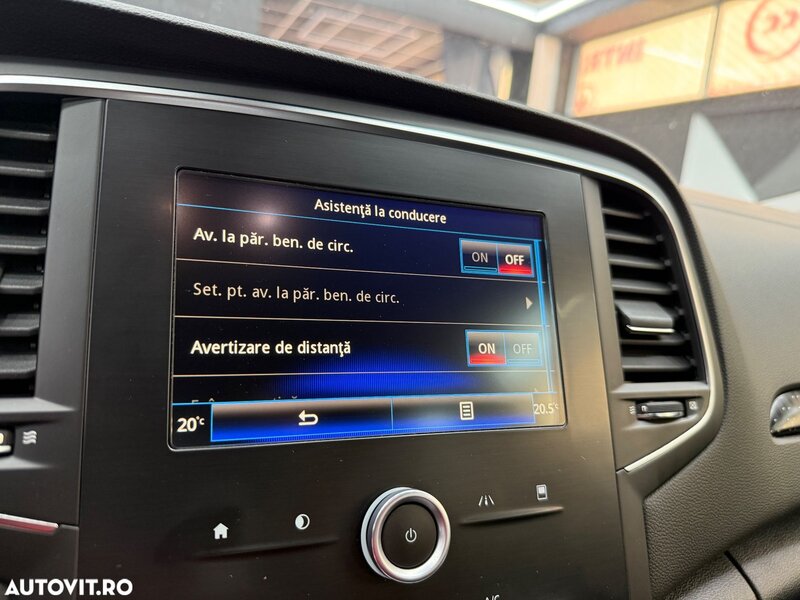 Asistență la conducere
Av. la păr. ben. de circ.
ON OFF
Set. pt. av. la păr. ben. de circ.
Avertizare de distanță
ON OFF
20°C
20.5°C
AUTOVIT.RO